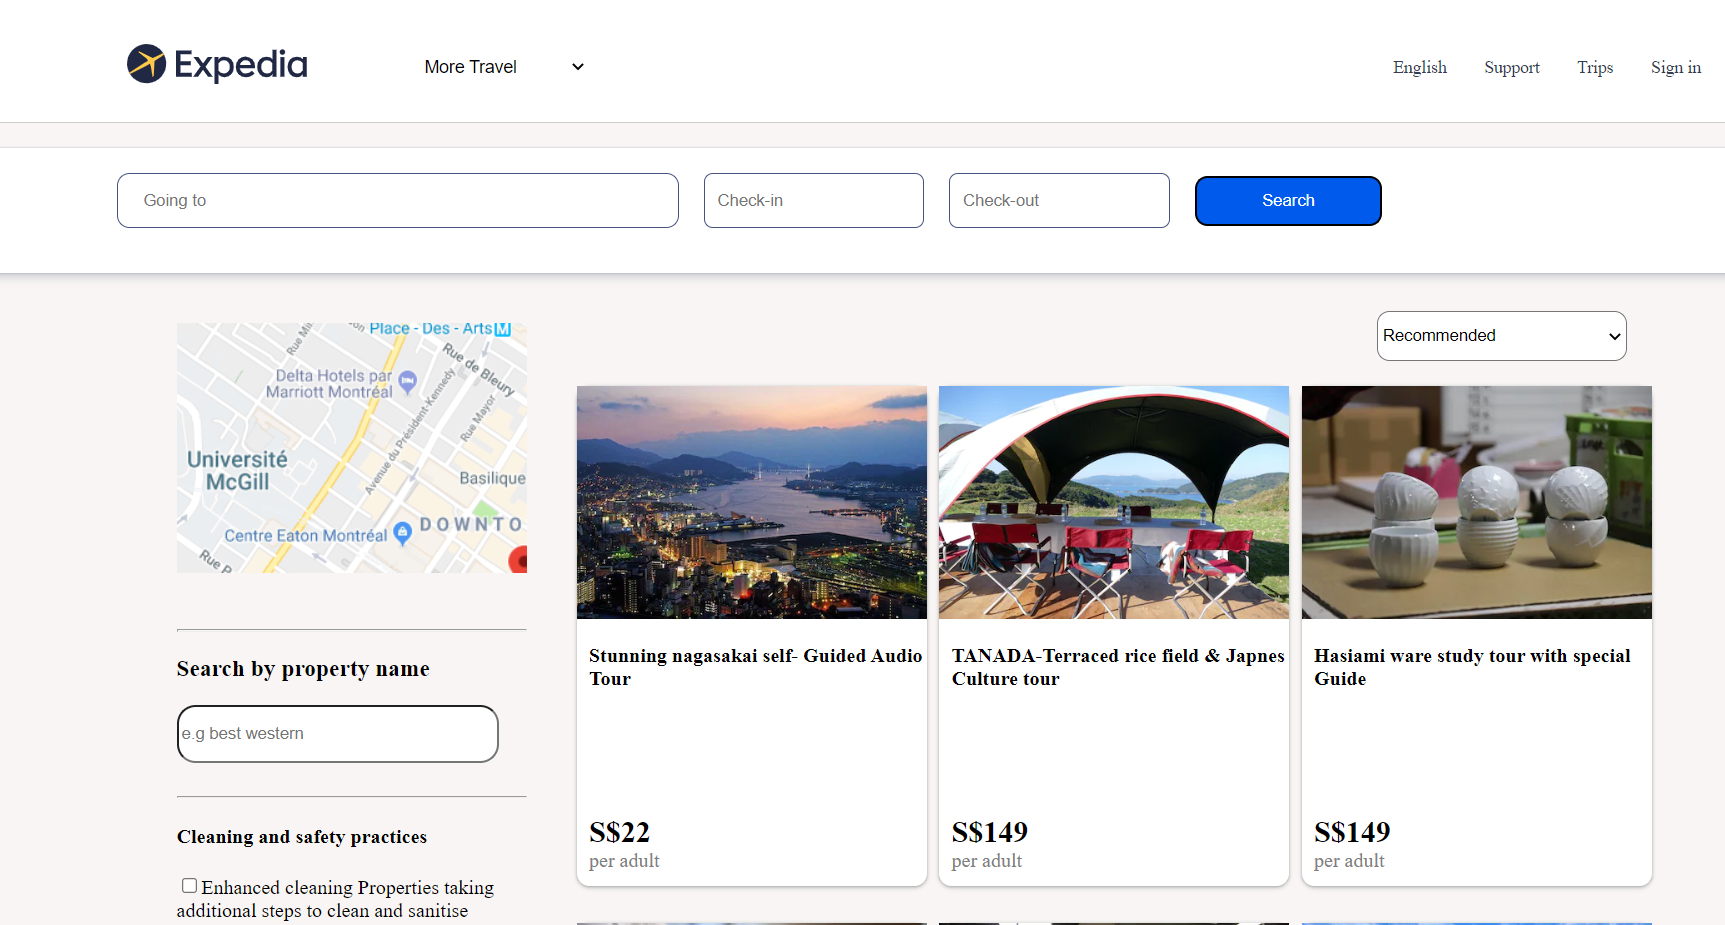 Expedia
More Travel
English
Support
Trips
Sign in
Going to
Check-in
Check-out
Search
Place - Des - Arts M
Rue de Bleury
Delta Hotels par
Marriott Montréal
Avenue du Président-Kennedy
Rue Mayor
Université
McGill
Basilique
DOWNTO
Centre Eaton Montréal
Rue P
Recommended
Search by property name
e.g best western
Cleaning and safety practices
Enhanced cleaning Properties taking
additional steps to clean and sanitise
Stunning nagasakai self- Guided Audio
Tour
S$22
per adult
TANADA-Terraced rice field & Japnes
Culture tour
S$149
per adult
Hasiami ware study tour with special
Guide
S$149
per adult